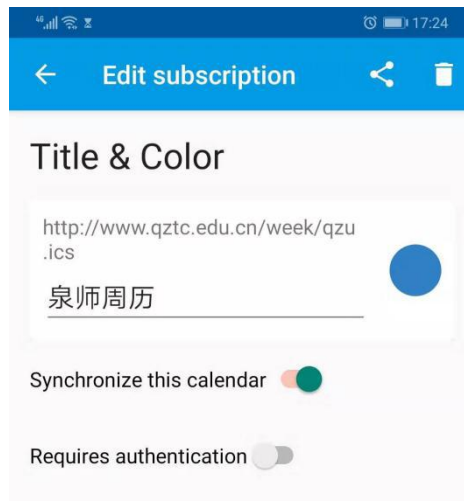 4G 17:24
Edit subscription
Title & Color
http://www.qztc.edu.cn/week/qzu
.ics
泉师周历
Synchronize this calendar
Requires authentication